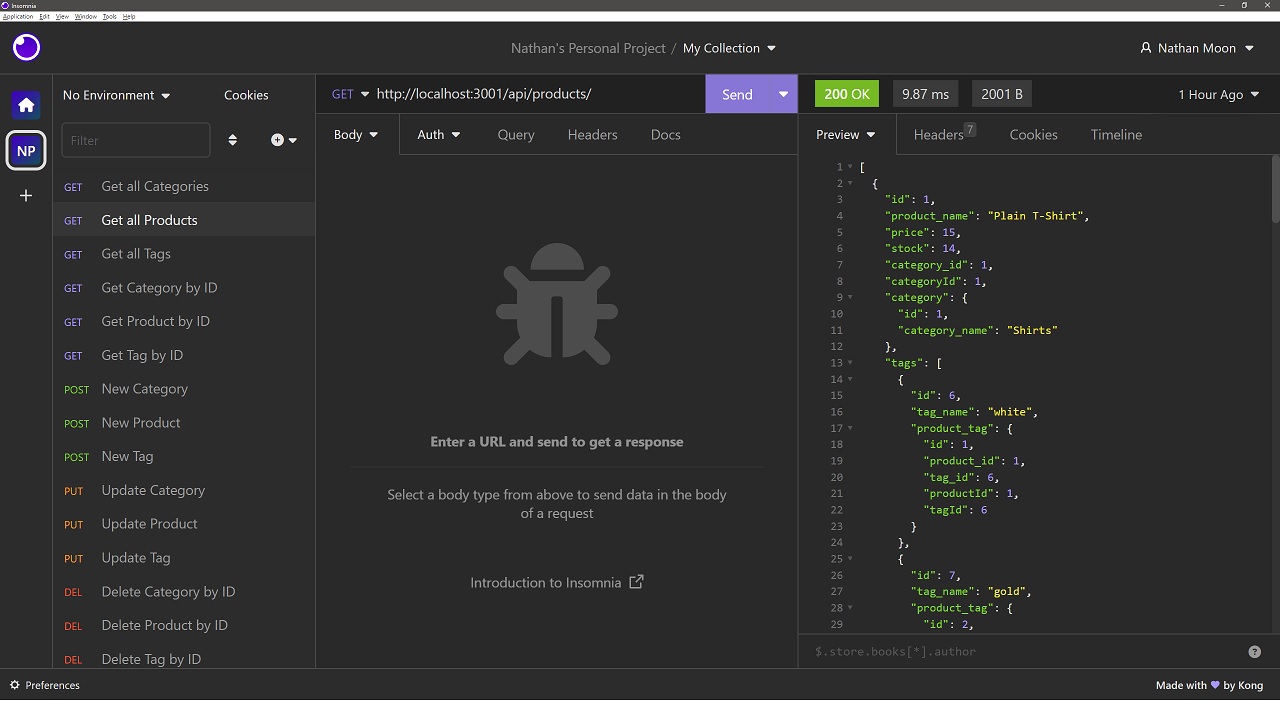 Insomnia
Application Edit View Window Tools Help
Nathan's Personal Project / My Collection
Nathan Moon
NP
No Environment
Cookies
Filter
GET Get all Categories
GET Get all Products
GET Get all Tags
GET Get Category by ID
GET Get Product by ID
GET Get Tag by ID
POST New Category
POST New Product
POST New Tag
PUT Update Category
PUT Update Product
PUT Update Tag
DEL Delete Category by ID
DEL Delete Product by ID
DEL Delete Tag by ID
GET http://localhost:3001/api/products/
Send
Body Auth Query Headers Docs
Enter a URL and send to get a response
Select a body type from above to send data in the body
of a request
Introduction to Insomnia
200 OK 9.87 ms 2001 B 1 Hour Ago
Preview Headers 7 Cookies Timeline
1 [
2 {
3 "id": 1,
4 "product_name": "Plain T-Shirt",
5 "price": 15,
6 "stock": 14,
7 "category_id": 1,
8 "categoryId": 1,
9 "category": {
10 "id": 1,
11 "category_name": "Shirts"
12 },
13 "tags": [
14 {
15 "id": 6,
16 "tag_name": "white",
17 "product_tag": {
18 "id": 1,
19 "product_id": 1,
20 "tag_id": 6,
21 "productId": 1,
22 "tagId": 6
23 }
24 },
25 {
26 "id": 7,
27 "tag_name": "gold",
28 "product_tag": {
29 "id": 2,
$.store.books[*].author
?
Preferences
Made with 💜 by Kong